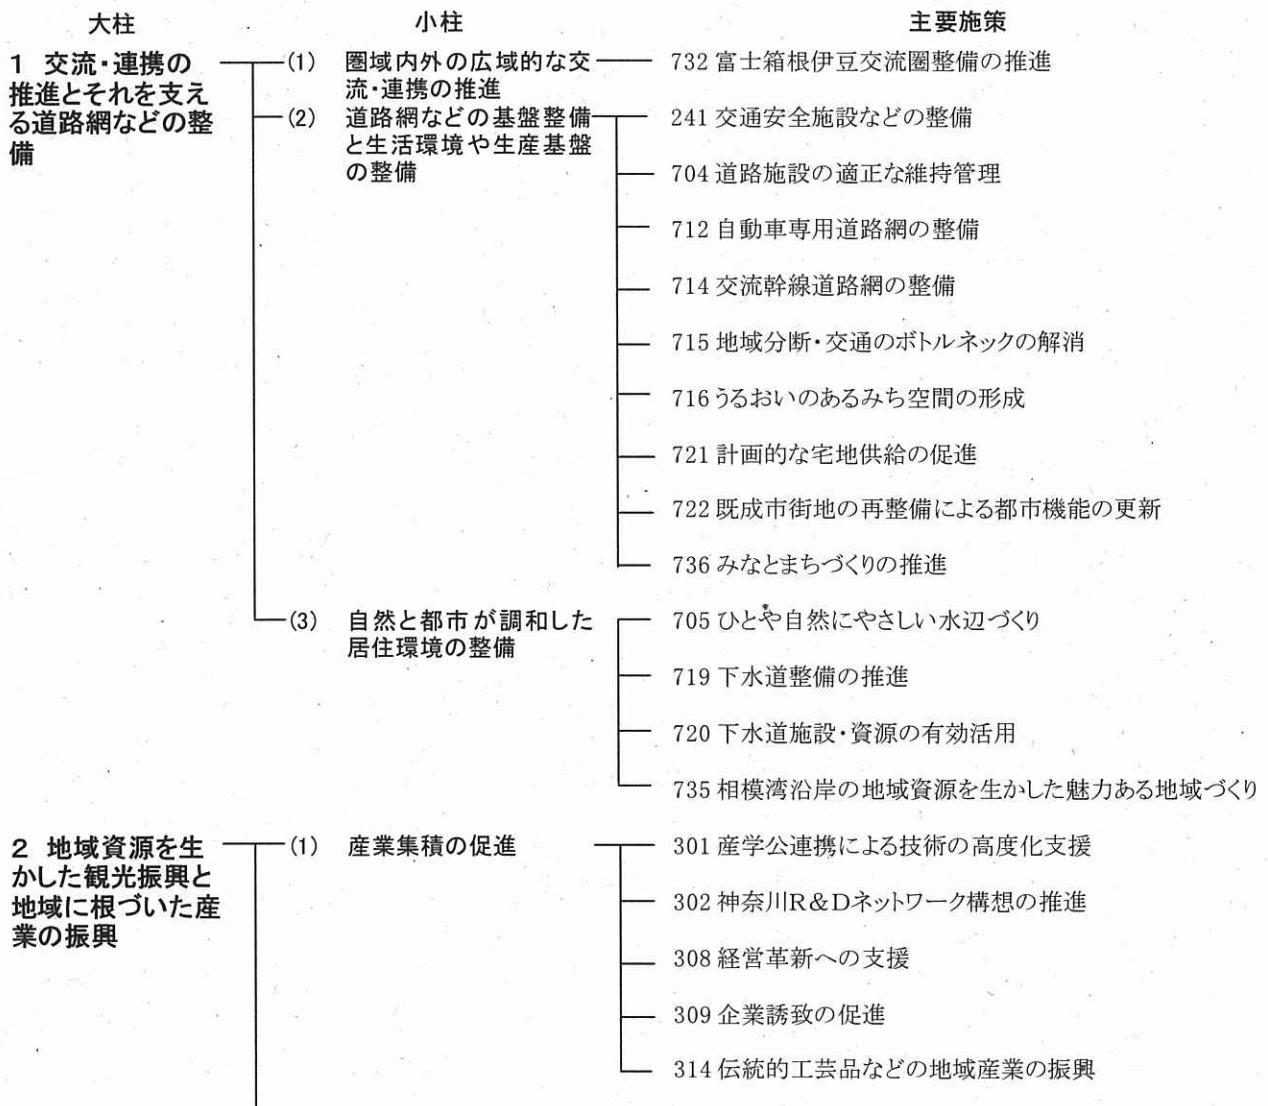 大柱 小柱 主要施策
1 交流・連携の
推進とそれを支え
る道路網などの整
備
(1) 圏域内外の広域的な交
流・連携の推進
732 富士箱根伊豆交流圏整備の推進
(2) 道路網などの基盤整備
と生活環境や生産基盤
の整備
241 交通安全施設などの整備
704 道路施設の適正な維持管理
712 自動車専用道路網の整備
714 交流幹線道路網の整備
715 地域分断・交通のボトルネックの解消
716 うるおいのあるみち空間の形成
721 計画的な宅地供給の促進
722 既成市街地の再整備による都市機能の更新
736 みなとまちづくりの推進
(3) 自然と都市が調和した
居住環境の整備
705 ひとや自然にやさしい水辺づくり
719 下水道整備の推進
720 下水道施設・資源の有効活用
735 相模湾沿岸の地域資源を生かした魅力ある地域づくり
2 地域資源を生
かした観光振興と
地域に根づいた産
業の振興
(1) 産業集積の促進
301 産学公連携による技術の高度化支援
302 神奈川R&Dネットワーク構想の推進
308 経営革新への支援
309 企業誘致の促進
314 伝統的工芸品などの地域産業の振興